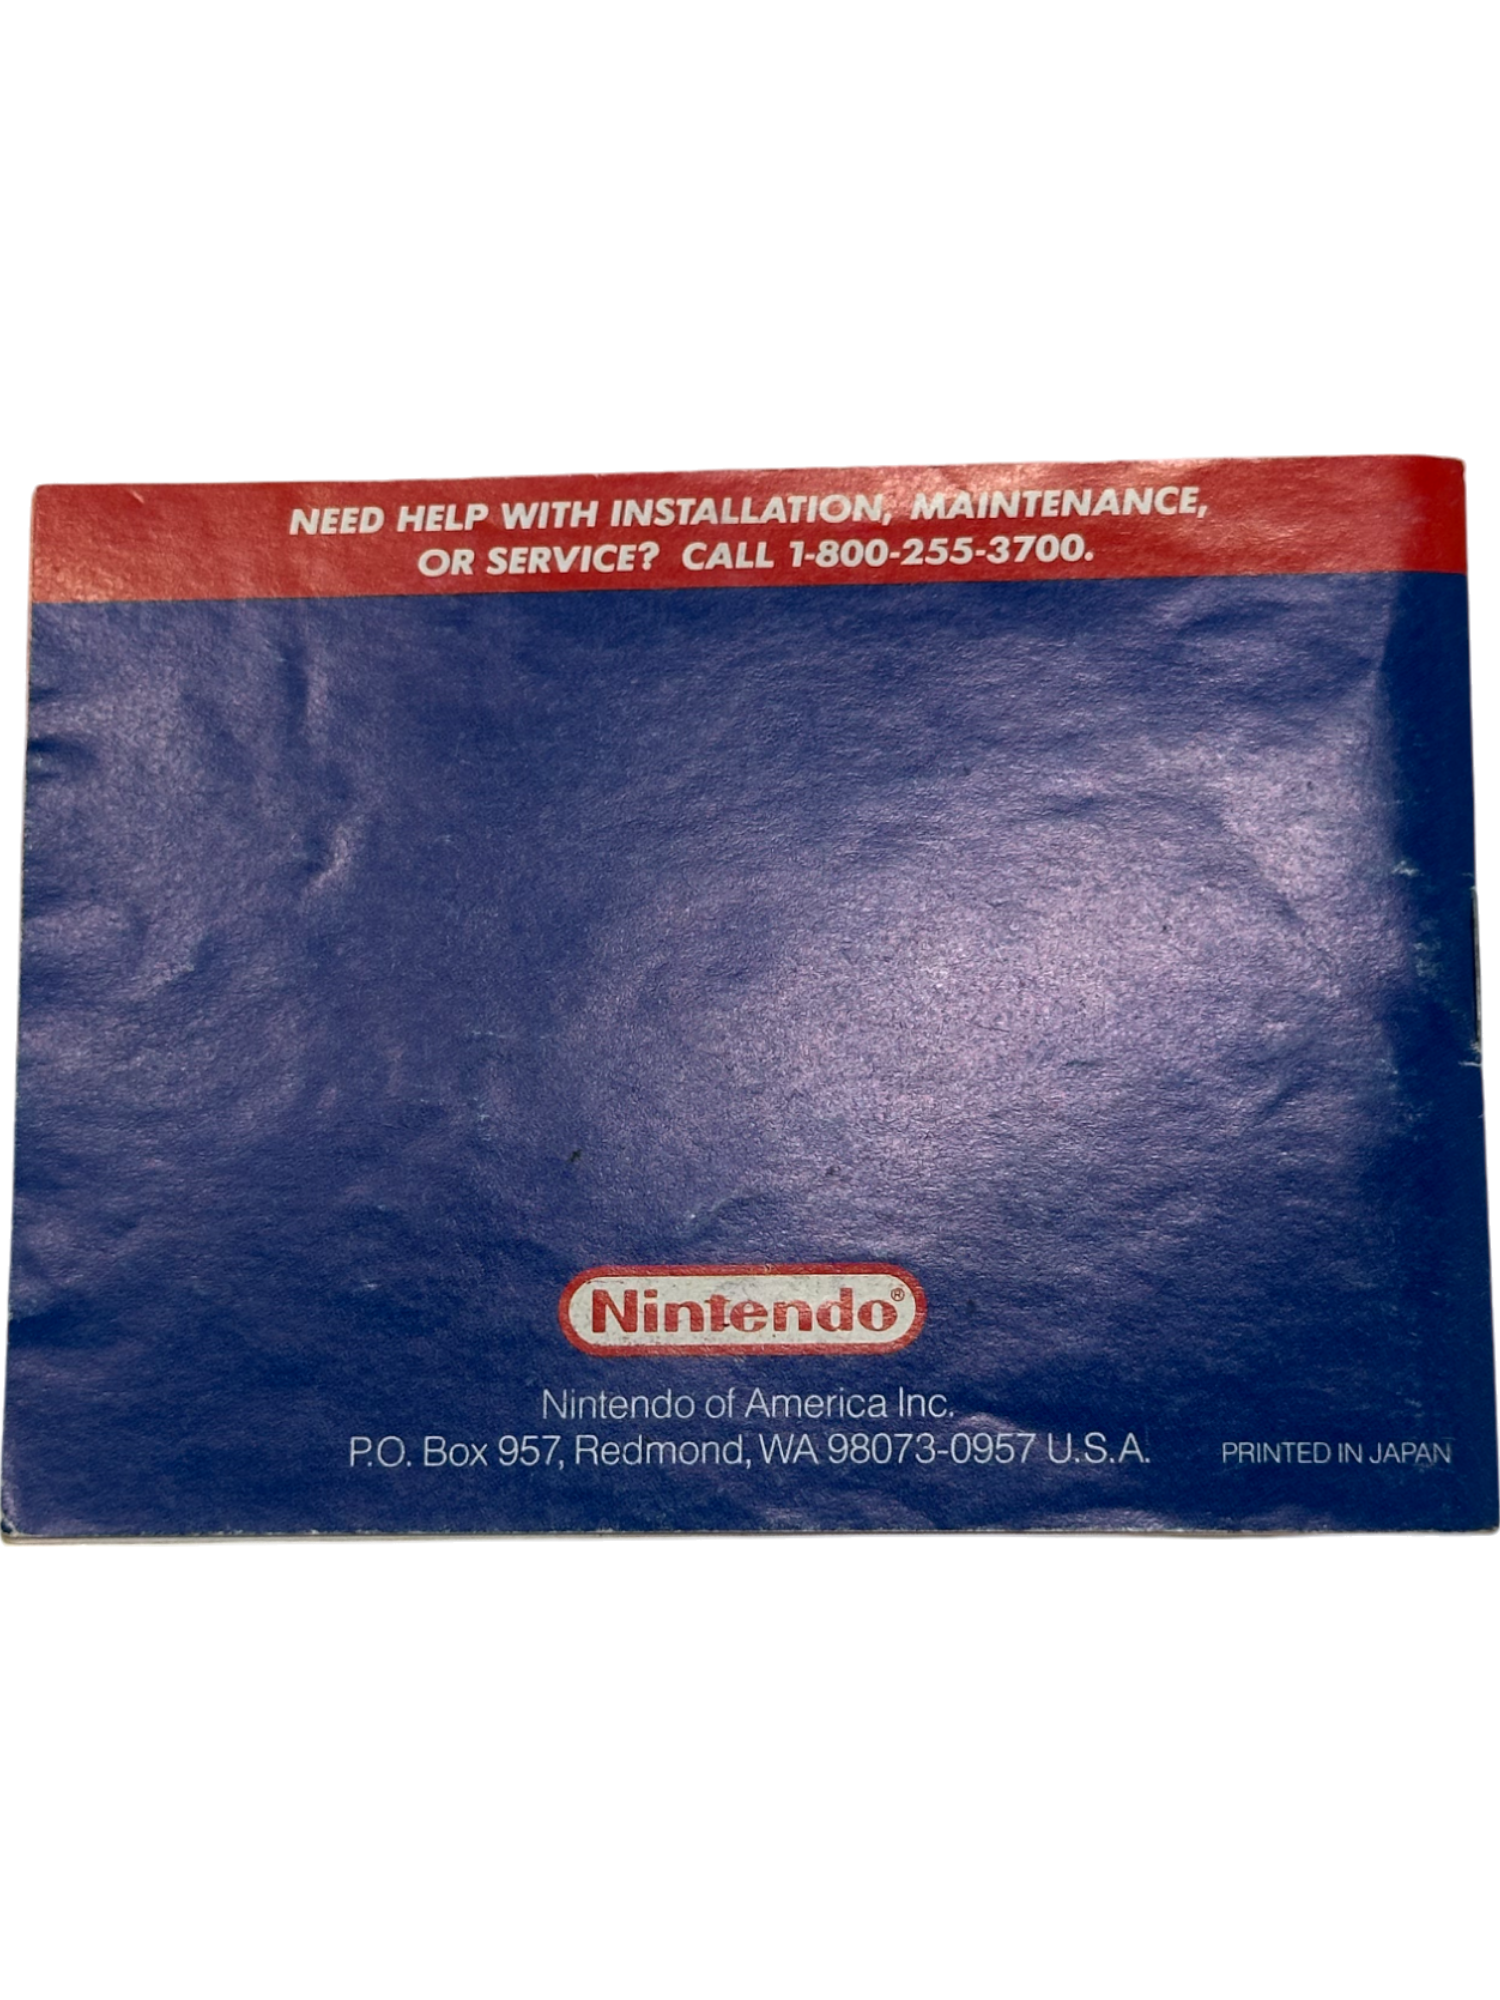 NEED HELP WITH INSTALLATION, MAINTENANCE,
OR SERVICE? CALL 1-800-255-3700.
Nintendo®
Nintendo of America Inc.
P.O. Box 957, Redmond, WA 98073-0957 U.S.A.
PRINTED IN JAPAN